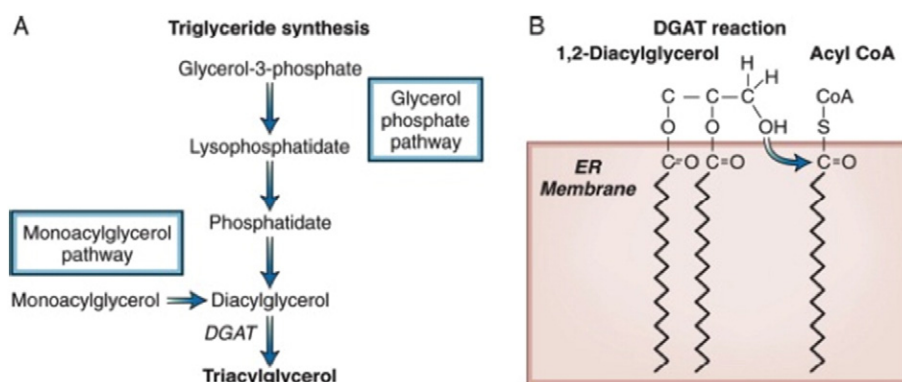 A
Triglyceride synthesis
Glycerol-3-phosphate
Glycerol
phosphate
pathway
Lysophosphatidate
Phosphatidate
Monoacylglycerol
pathway
Monoacylglycerol
Diacylglycerol
DGAT
Triacylglycerol
B
DGAT reaction
1,2-Diacylglycerol
Acyl CoA
H
H
C – C – C
CoA
O
O
OH
S
C=O
C=O
C=O
ER
Membrane